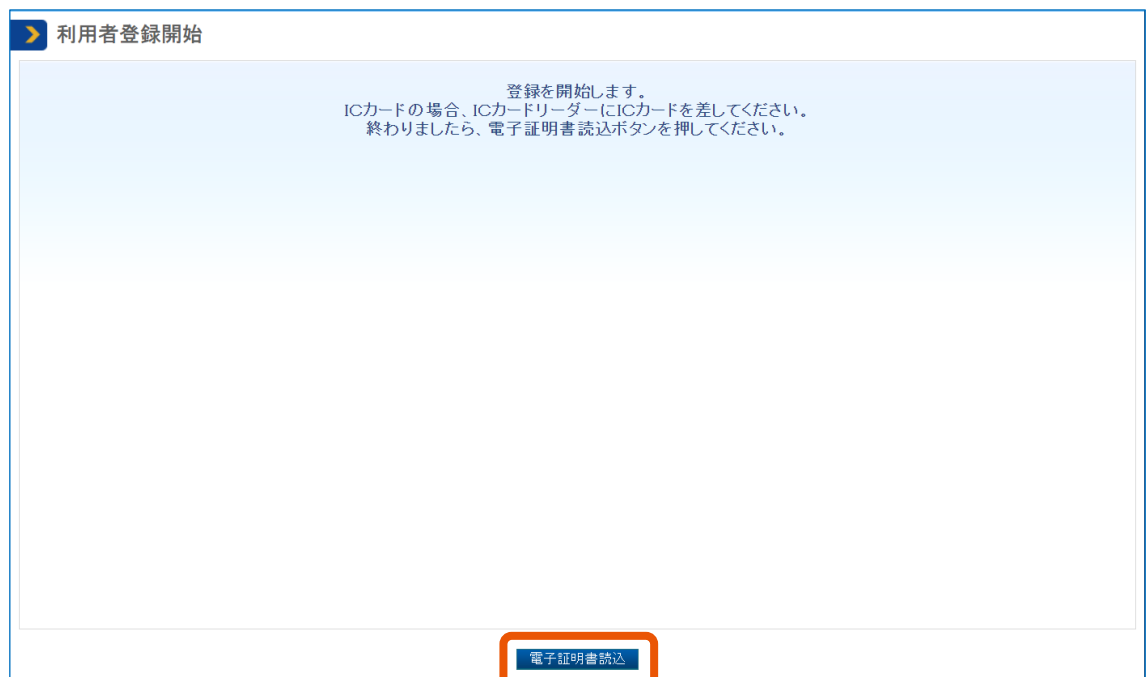 利用者登録開始
登録を開始します。
ICカードの場合、ICカードリーダーにICカードを差してください。
終わりましたら、電子証明書読込ボタンを押してください。
電子証明書読込